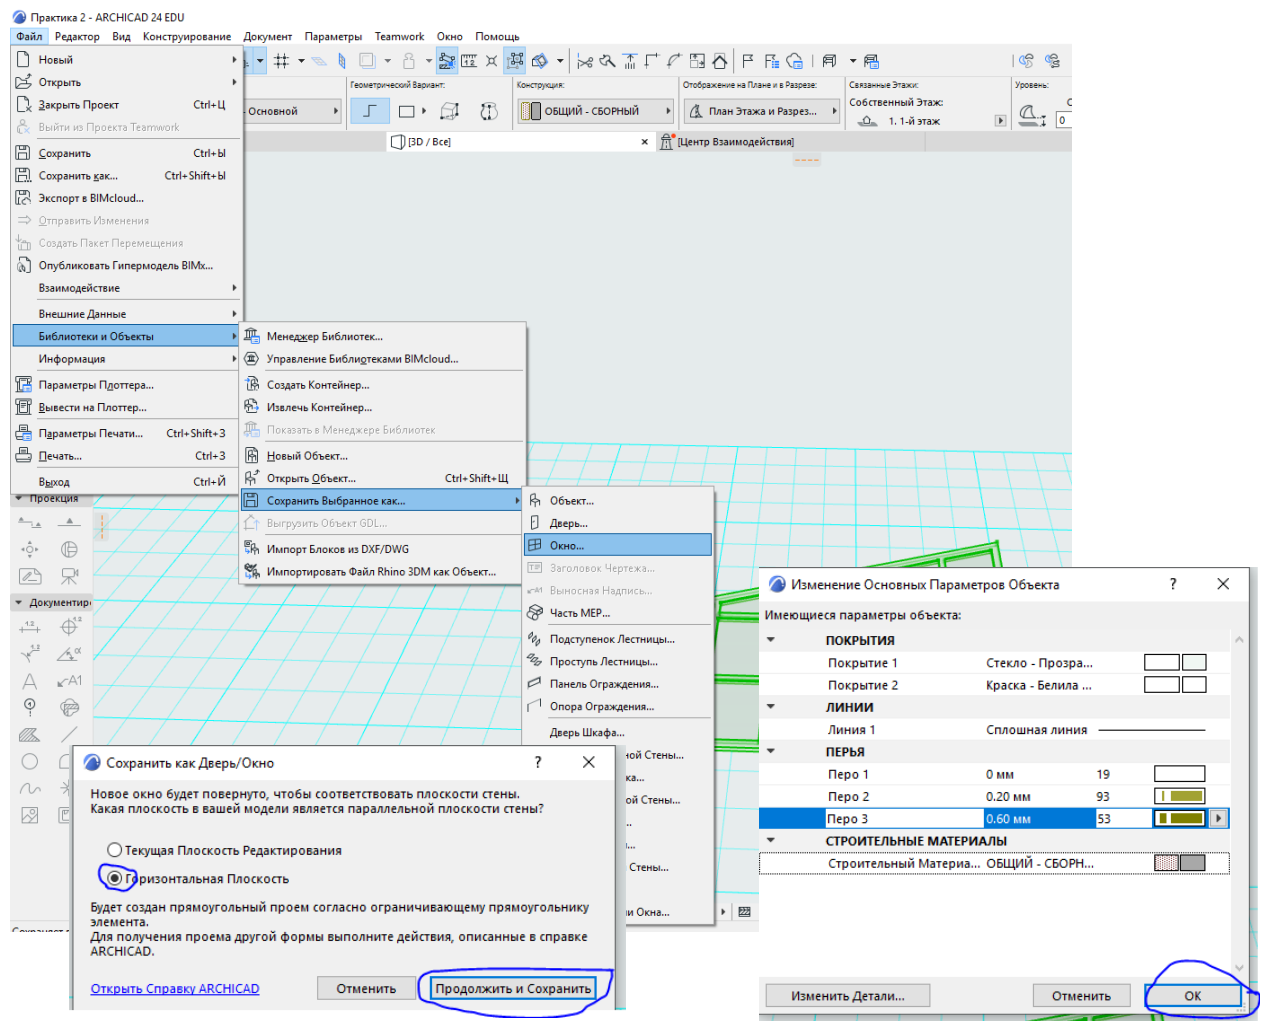 Практика 2 - ARCHICAD 24 EDU
Файл Редактор Вид Конструирование Документ Параметры Teamwork Окно Помощь
Новый
Открыть
Закрыть Проект Ctrl+Ц
Выйти из Проекта Teamwork
Сохранить Ctrl+Ы
Сохранить как... Ctrl+Shift+Ы
Экспорт в BIMcloud...
Отправить Изменения
Создать Пакет Перемещения
Опубликовать Гипермодель BIMx...
Взаимодействие
Внешние Данные
Библиотеки и Объекты
Информация
Параметры Плоттера...
Вывести на Плоттер...
Параметры Печати... Ctrl+Shift+З
Печать... Ctrl+З
Выход Ctrl+Й
Геометрический Вариант:
Конструкция:
Отображение на Плане и в Разрезе:
Связанные Этажи:
Уровень:
Основной
ОБЩИЙ - СБОРНЫЙ
План Этажа и Разрез...
Собственный Этаж:
1. 1-й этаж
0
[3D / Все]
[Центр Взаимодействия]
Менеджер Библиотек...
Управление Библиотеками BIMcloud...
Создать Контейнер...
Извлечь Контейнер...
Показать в Менеджере Библиотек
Новый Объект...
Открыть Объект... Ctrl+Shift+Щ
Сохранить Выбранное как...
Выгрузить Объект GDL...
Импорт Блоков из DXF/DWG
Импортировать Файл Rhino 3DM как Объект...
Объект...
Дверь...
Окно...
Заголовок Чертежа...
Выносная Надпись...
Часть MEP...
Подступенок Лестницы...
Проступь Лестницы...
Панель Ограждения...
Опора Ограждения...
Дверь Шкафа...
ной Стены...
ка...
ой Стены...
Стены...
и Окна...
Проекция
Документир
Сохранить как Дверь/Окно
Новое окно будет повернуто, чтобы соответствовать плоскости стены.
Какая плоскость в вашей модели является параллельной плоскости стены?
Текущая Плоскость Редактирования
Горизонтальная Плоскость
Будет создан прямоугольный проем согласно ограничивающему прямоугольнику
элемента.
Для получения проема другой формы выполните действия, описанные в справке
ARCHICAD.
Открыть Справку ARCHICAD
Отменить
Продолжить и Сохранить
Изменение Основных Параметров Объекта
Имеющиеся параметры объекта:
ПОКРЫТИЯ
Покрытие 1 Стекло - Прозра...
Покрытие 2 Краска - Белила ...
ЛИНИИ
Линия 1 Сплошная линия
ПЕРЬЯ
Перо 1 0 мм 19
Перо 2 0.20 мм 93
Перо 3 0.60 мм 53
СТРОИТЕЛЬНЫЕ МАТЕРИАЛЫ
Строительный Материа... ОБЩИЙ - СБОРН...
Изменить Детали...
Отменить
ОК